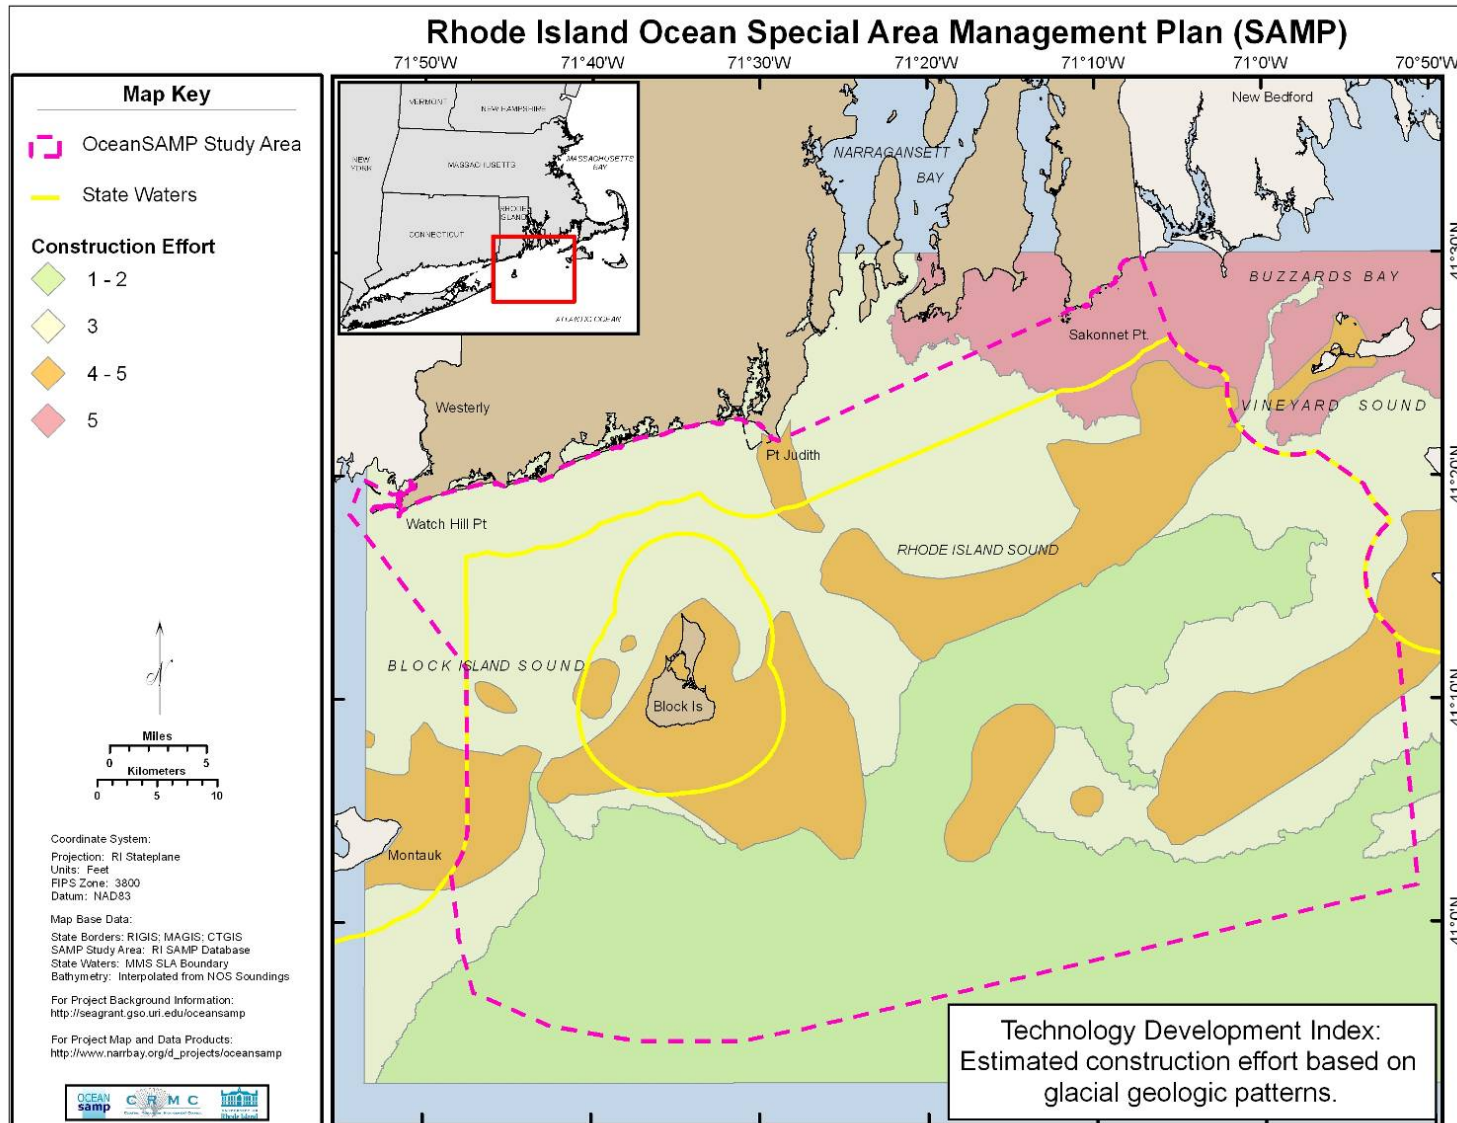 Rhode Island Ocean Special Area Management Plan (SAMP)
71°50'W 71°40'W 71°30'W 71°20'W 71°10'W 71°0'W 70°50'W
Map Key
OceanSAMP Study Area
State Waters
Construction Effort
1 - 2
3
4 - 5
5
N
Miles
0 5
Kilometers
0 5 10
Coordinate System:
Projection: RI Stateplane
Units: Feet
FIPS Zone: 3800
Datum: NAD83
Map Base Data:
State Borders: RIGIS; MAGIS; CTGIS
SAMP Study Area: RI SAMP Database
State Waters: MMS SLA Boundary
Bathymetry: Interpolated from NOS Soundings
For Project Background Information:
http://seagrant.gso.uri.edu/oceansamp
For Project Map and Data Products:
http://www.narrbay.org/d_projects/oceansamp
OCEAN
samp
C R M C
Rhode Island
VERMONT
NEW HAMPSHIRE
NEW
YORK
MASSACHUSETTS
MASSACHUSETTS
BAY
RHODE
ISLAND
CONNECTICUT
ATLANTIC OCEAN
New Bedford
NARRAGANSETT
BAY
BUZZARDS BAY
Sakonnet Pt.
VINEYARD SOUND
Westerly
Pt Judith
Watch Hill Pt
RHODE ISLAND SOUND
BLOCK ISLAND SOUND
Block Is
Montauk
41°30'N
41°20'N
41°10'N
41°0'N
Technology Development Index:
Estimated construction effort based on
glacial geologic patterns.